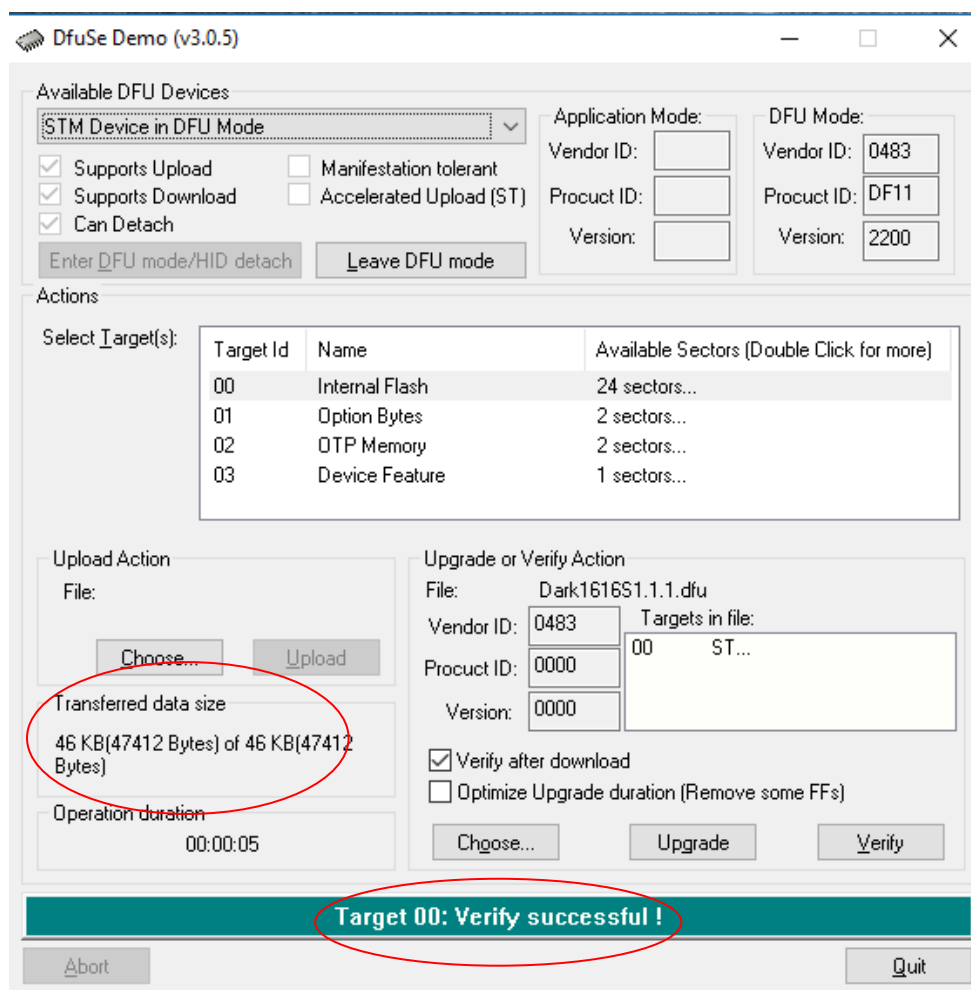 DfuSe Demo (v3.0.5)
Available DFU Devices
STM Device in DFU Mode
Supports Upload
Manifestation tolerant
Supports Download
Accelerated Upload (ST)
Can Detach
Enter DFU mode/HID detach
Leave DFU mode
Application Mode:
Vendor ID:
Procuct ID:
Version:
DFU Mode:
Vendor ID: 0483
Procuct ID: DF11
Version: 2200
Actions
Select Target(s):
Target Id Name Available Sectors (Double Click for more)
00 Internal Flash 24 sectors...
01 Option Bytes 2 sectors...
02 OTP Memory 2 sectors...
03 Device Feature 1 sectors...
Upload Action
File:
Choose... Upload
Transferred data size
46 KB(47412 Bytes) of 46 KB(47412
Bytes)
Operation duration
00:00:05
Upgrade or Verify Action
File: Dark1616S1.1.1.dfu
Vendor ID: 0483
Procuct ID: 0000
Version: 0000
Targets in file:
00 ST...
Verify after download
Optimize Upgrade duration (Remove some FFs)
Choose... Upgrade Verify
Target 00: Verify successful !
Abort Quit